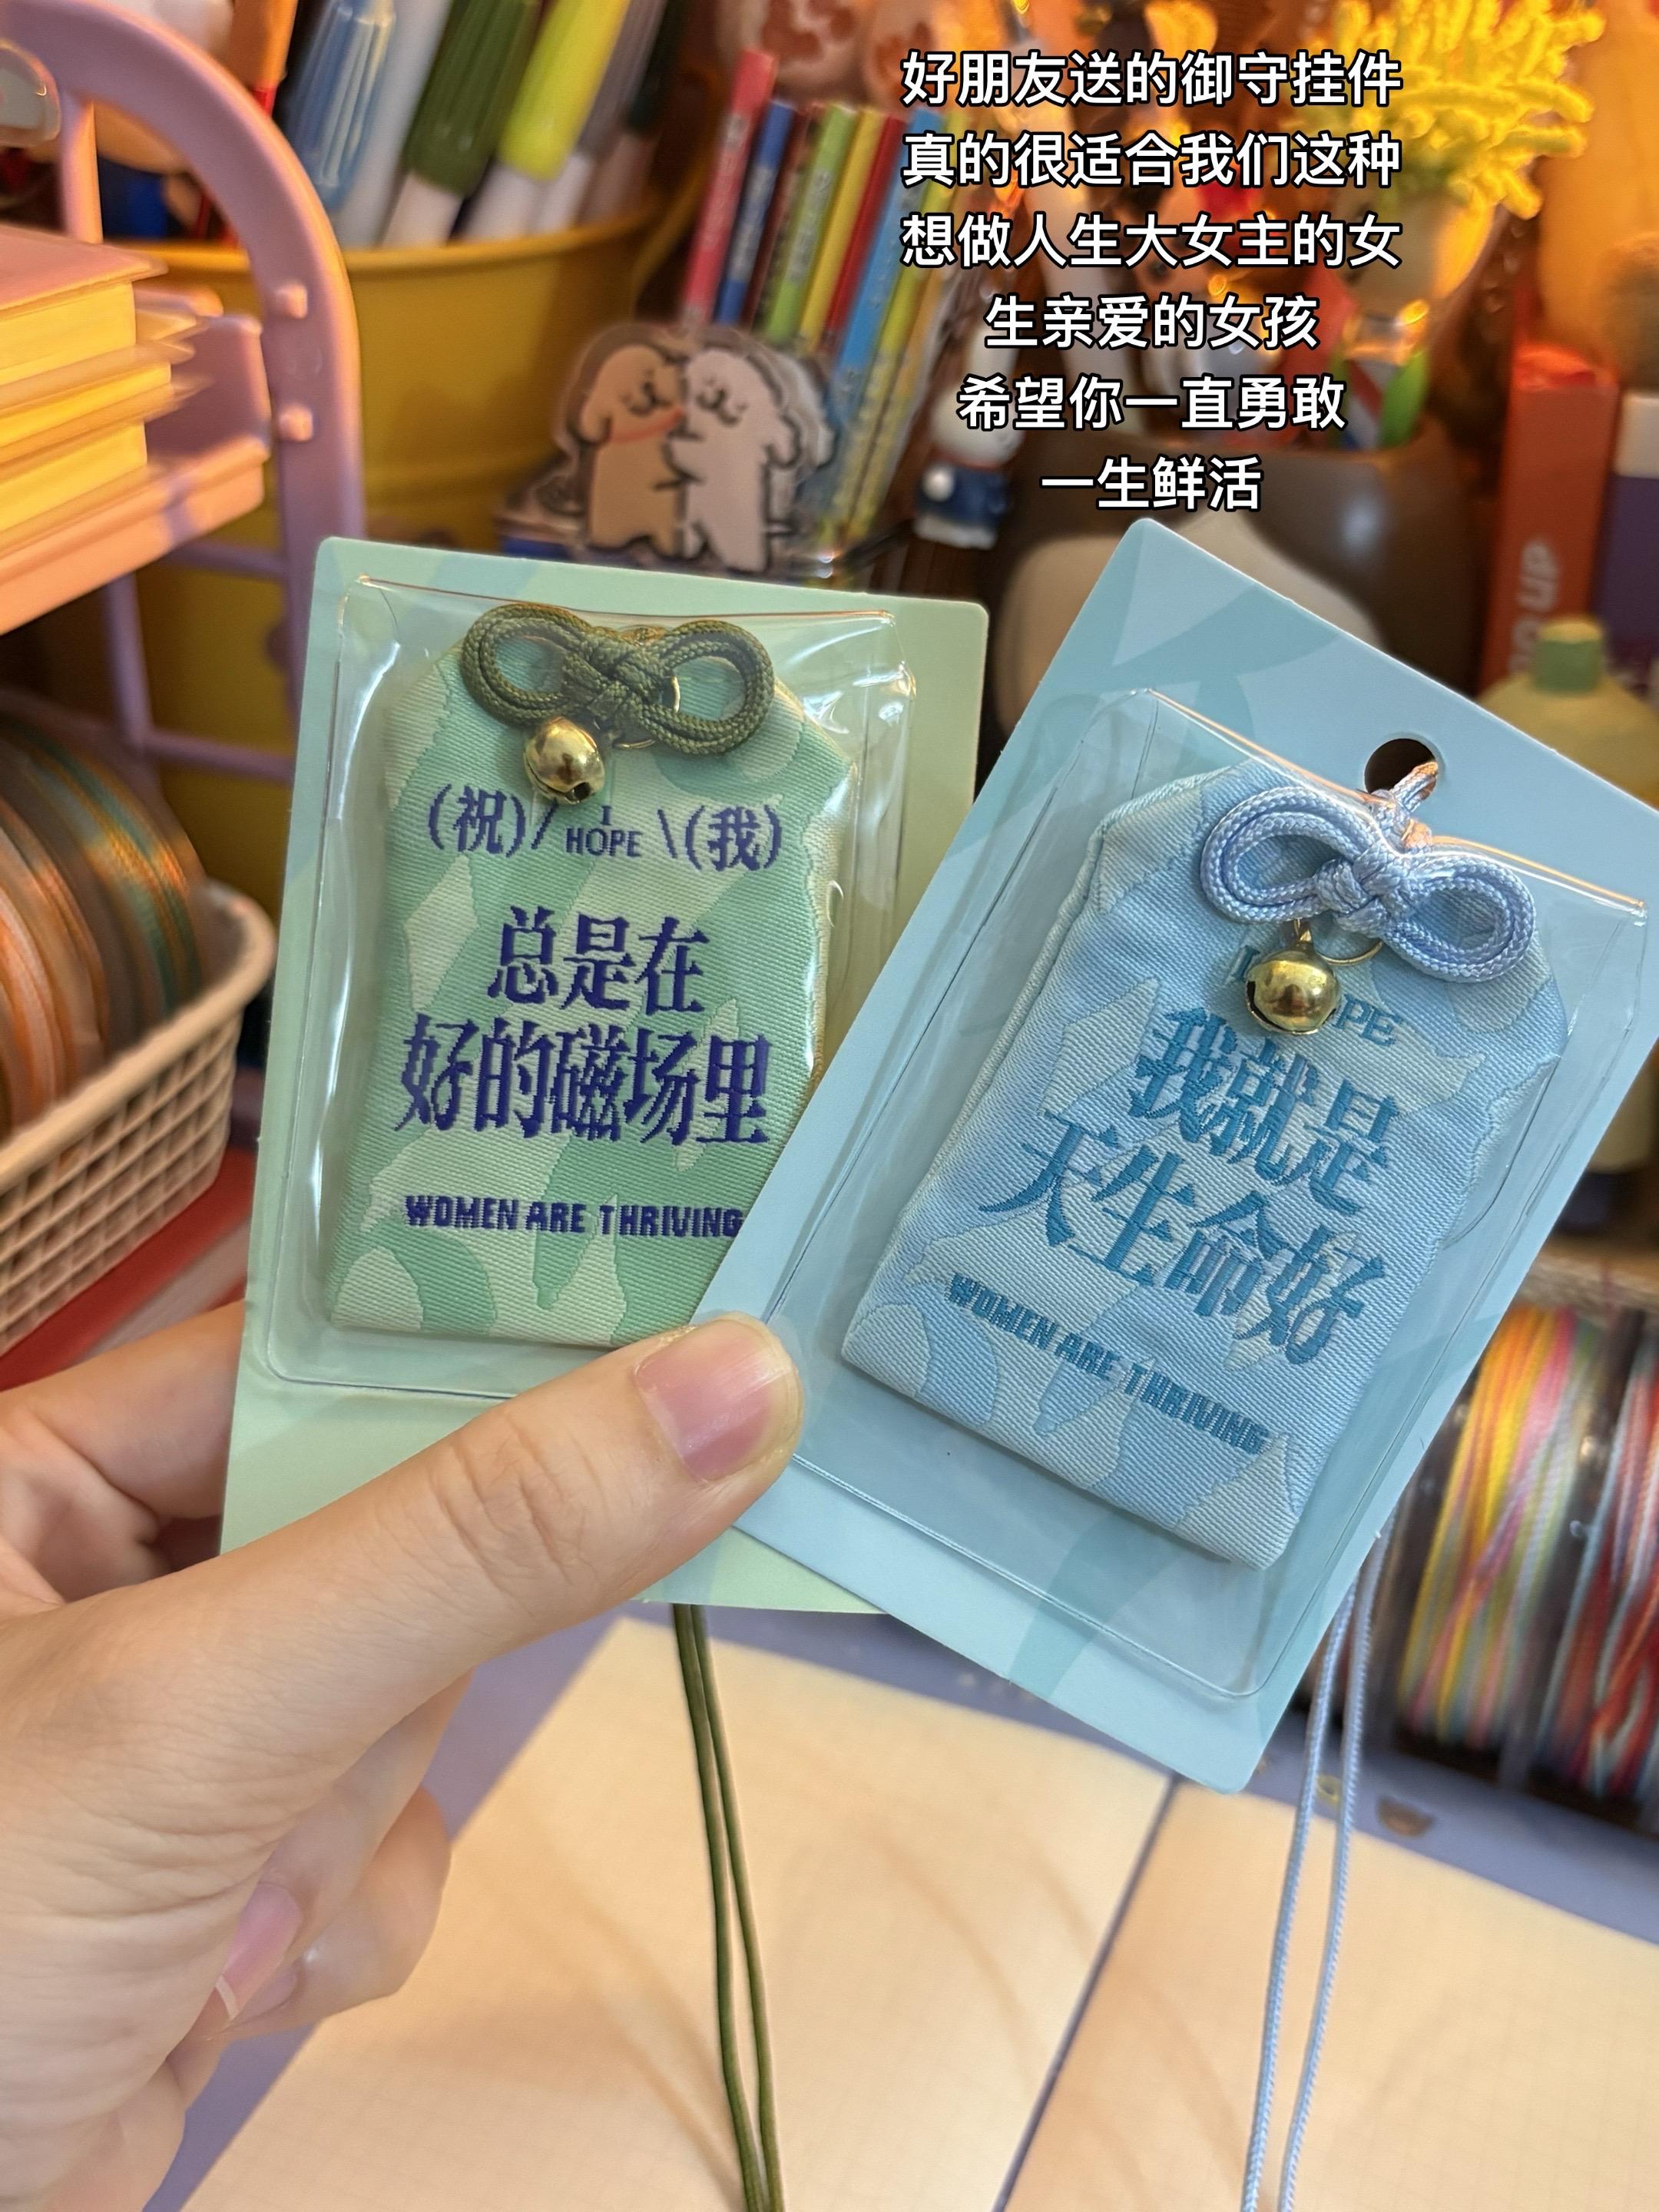 好朋友送的御守挂件
真的很适合我们这种
想做人生大女主的女
生亲爱的女孩
希望你一直勇敢
一生鲜活
(祝)/ I HOPE \(我)
总是在
好的磁场里
WOMEN ARE THRIVING
我就是
天生命好
WOMEN ARE THRIVING